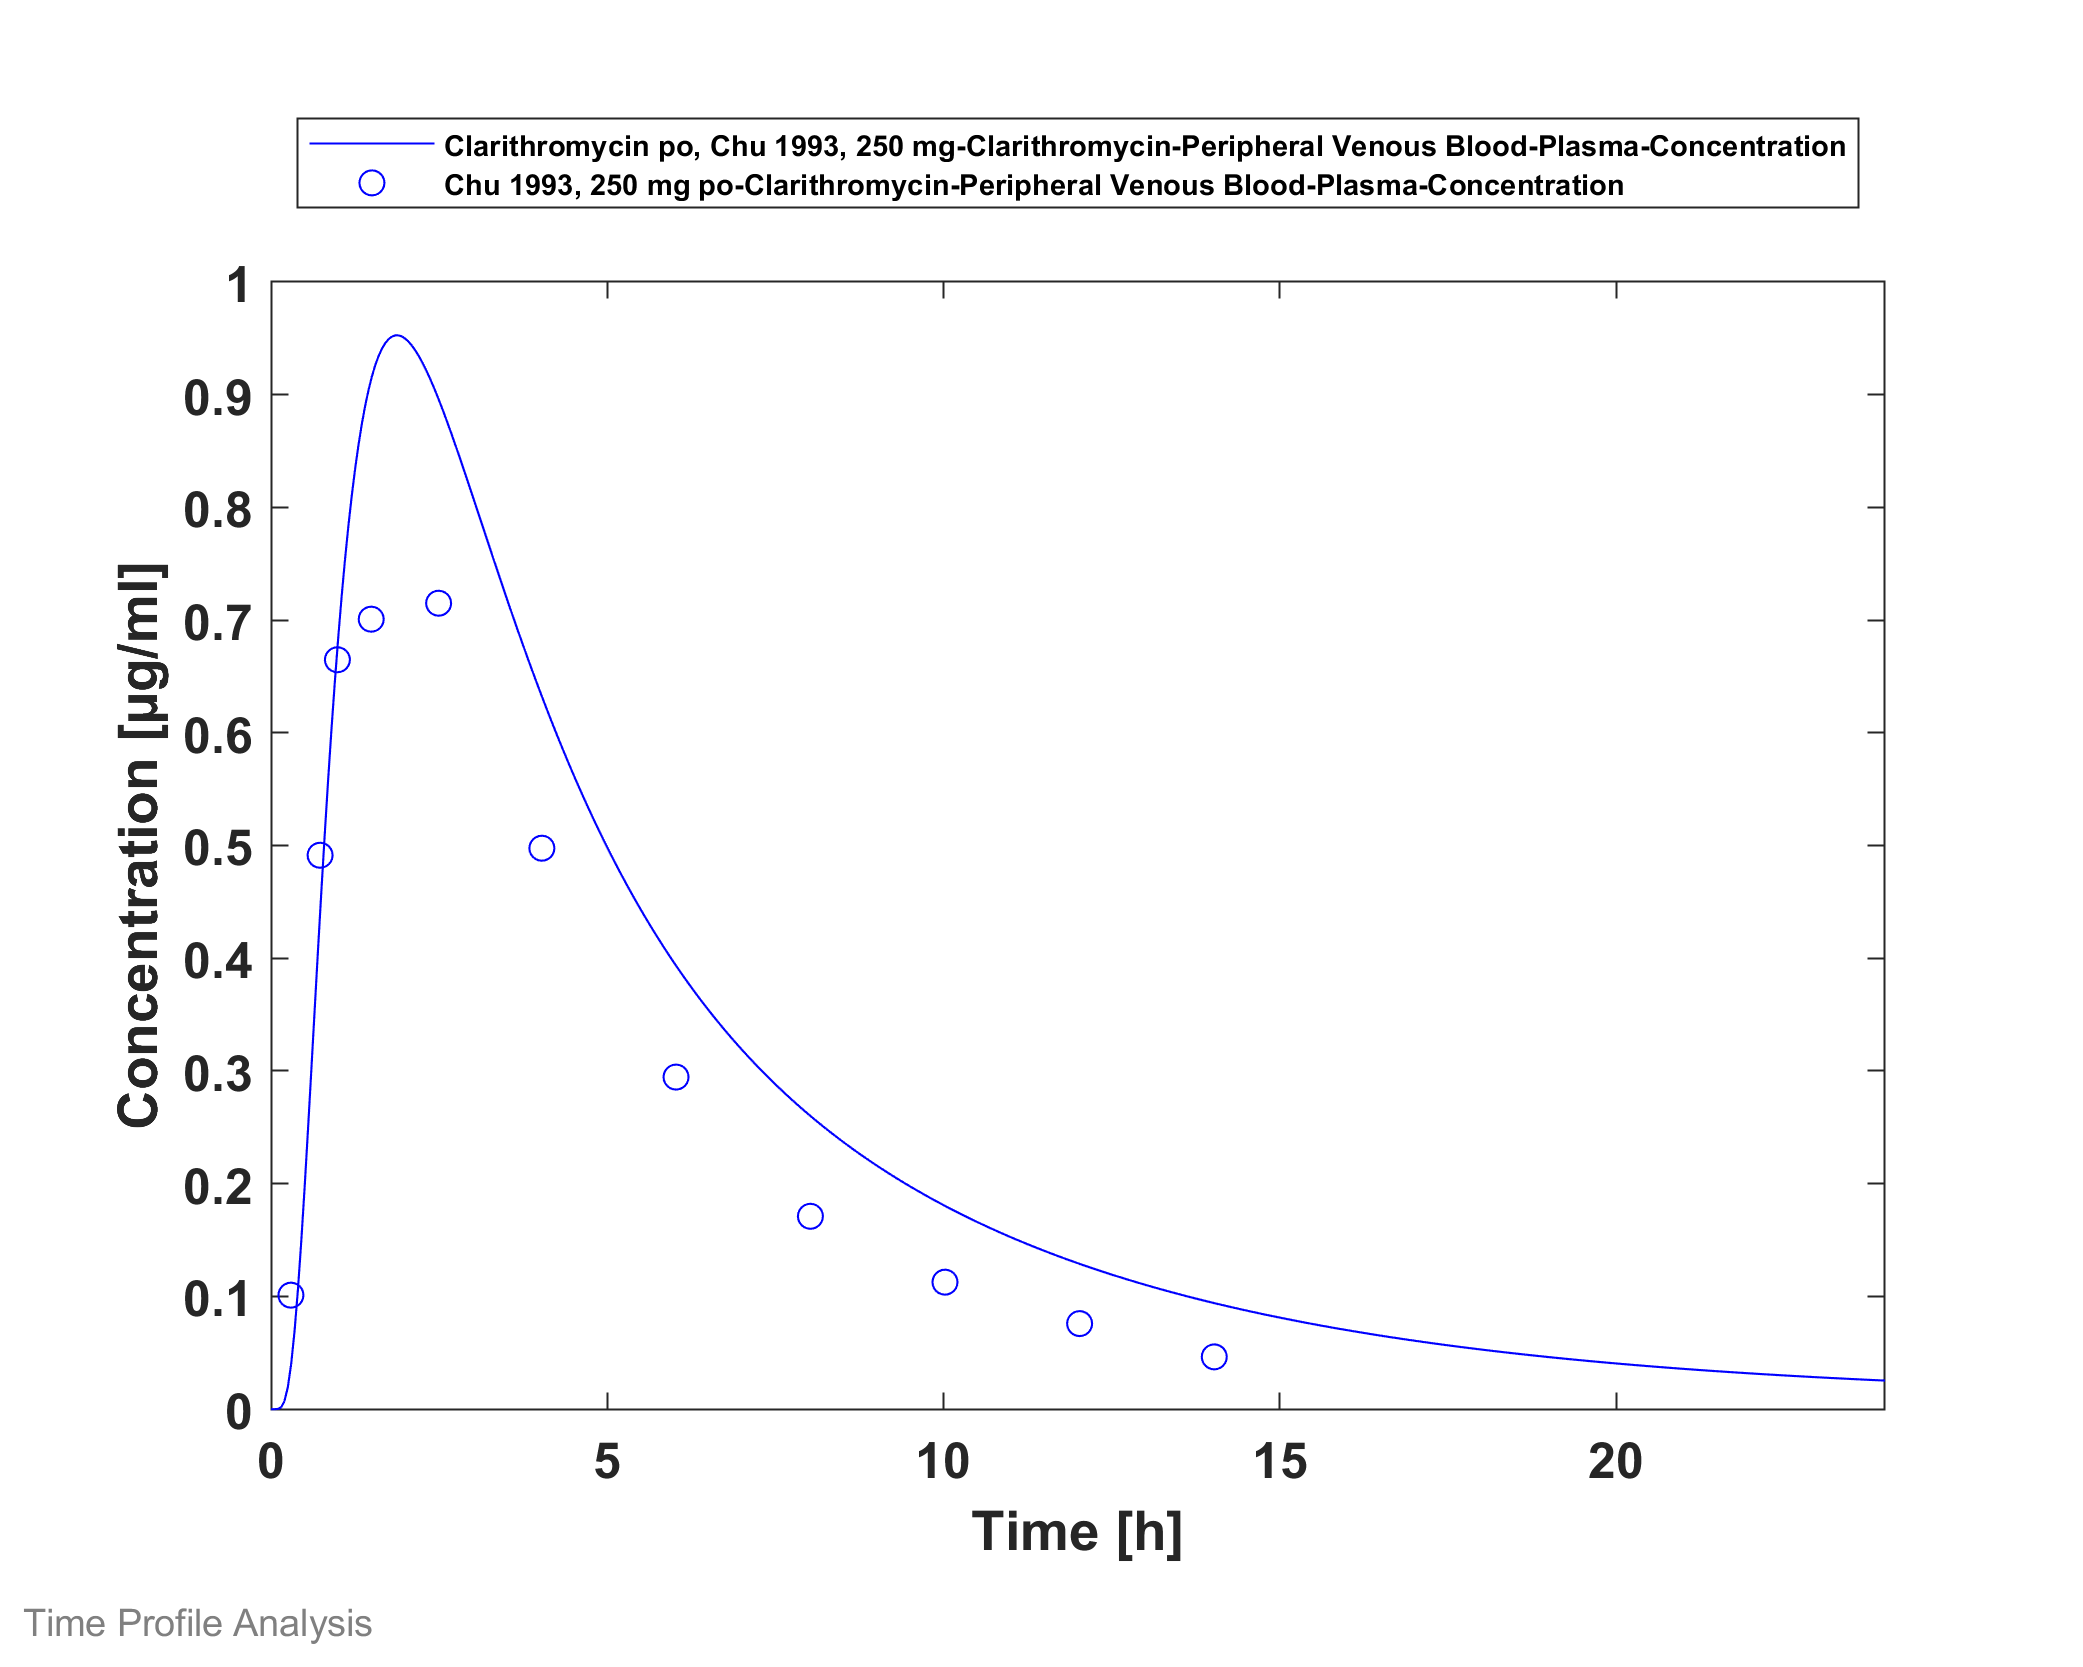 Clarithromycin po, Chu 1993, 250 mg-Clarithromycin-Peripheral Venous Blood-Plasma-Concentration
Chu 1993, 250 mg po-Clarithromycin-Peripheral Venous Blood-Plasma-Concentration
1
0.9
0.8
0.7
0.6
0.5
0.4
0.3
0.2
0.1
0
Concentration [µg/ml]
0 5 10 15 20
Time [h]
Time Profile Analysis